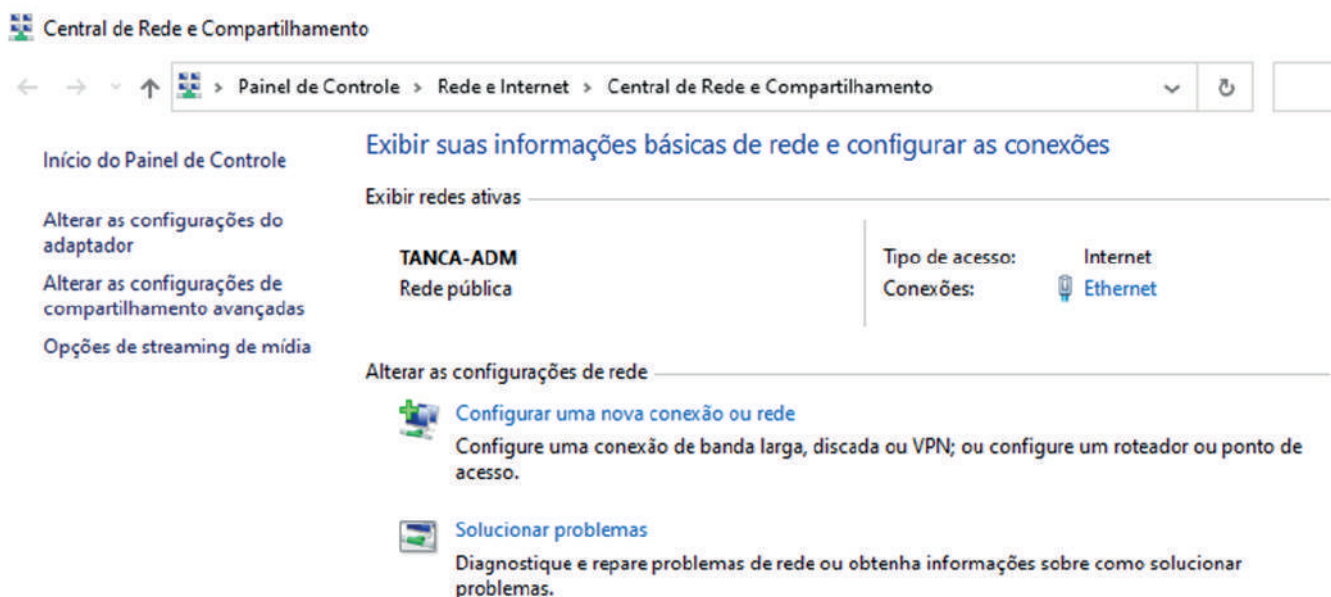 Central de Rede e Compartilhamento
Painel de Controle > Rede e Internet > Central de Rede e Compartilhamento
Início do Painel de Controle
Alterar as configurações do
adaptador
Alterar as configurações de
compartilhamento avançadas
Opções de streaming de mídia
Exibir suas informações básicas de rede e configurar as conexões
Exibir redes ativas
TANCA-ADM
Rede pública
Tipo de acesso: Internet
Conexões: Ethernet
Alterar as configurações de rede
Configurar uma nova conexão ou rede
Configure uma conexão de banda larga, discada ou VPN; ou configure um roteador ou ponto de
acesso.
Solucionar problemas
Diagnostique e repare problemas de rede ou obtenha informações sobre como solucionar
problemas.